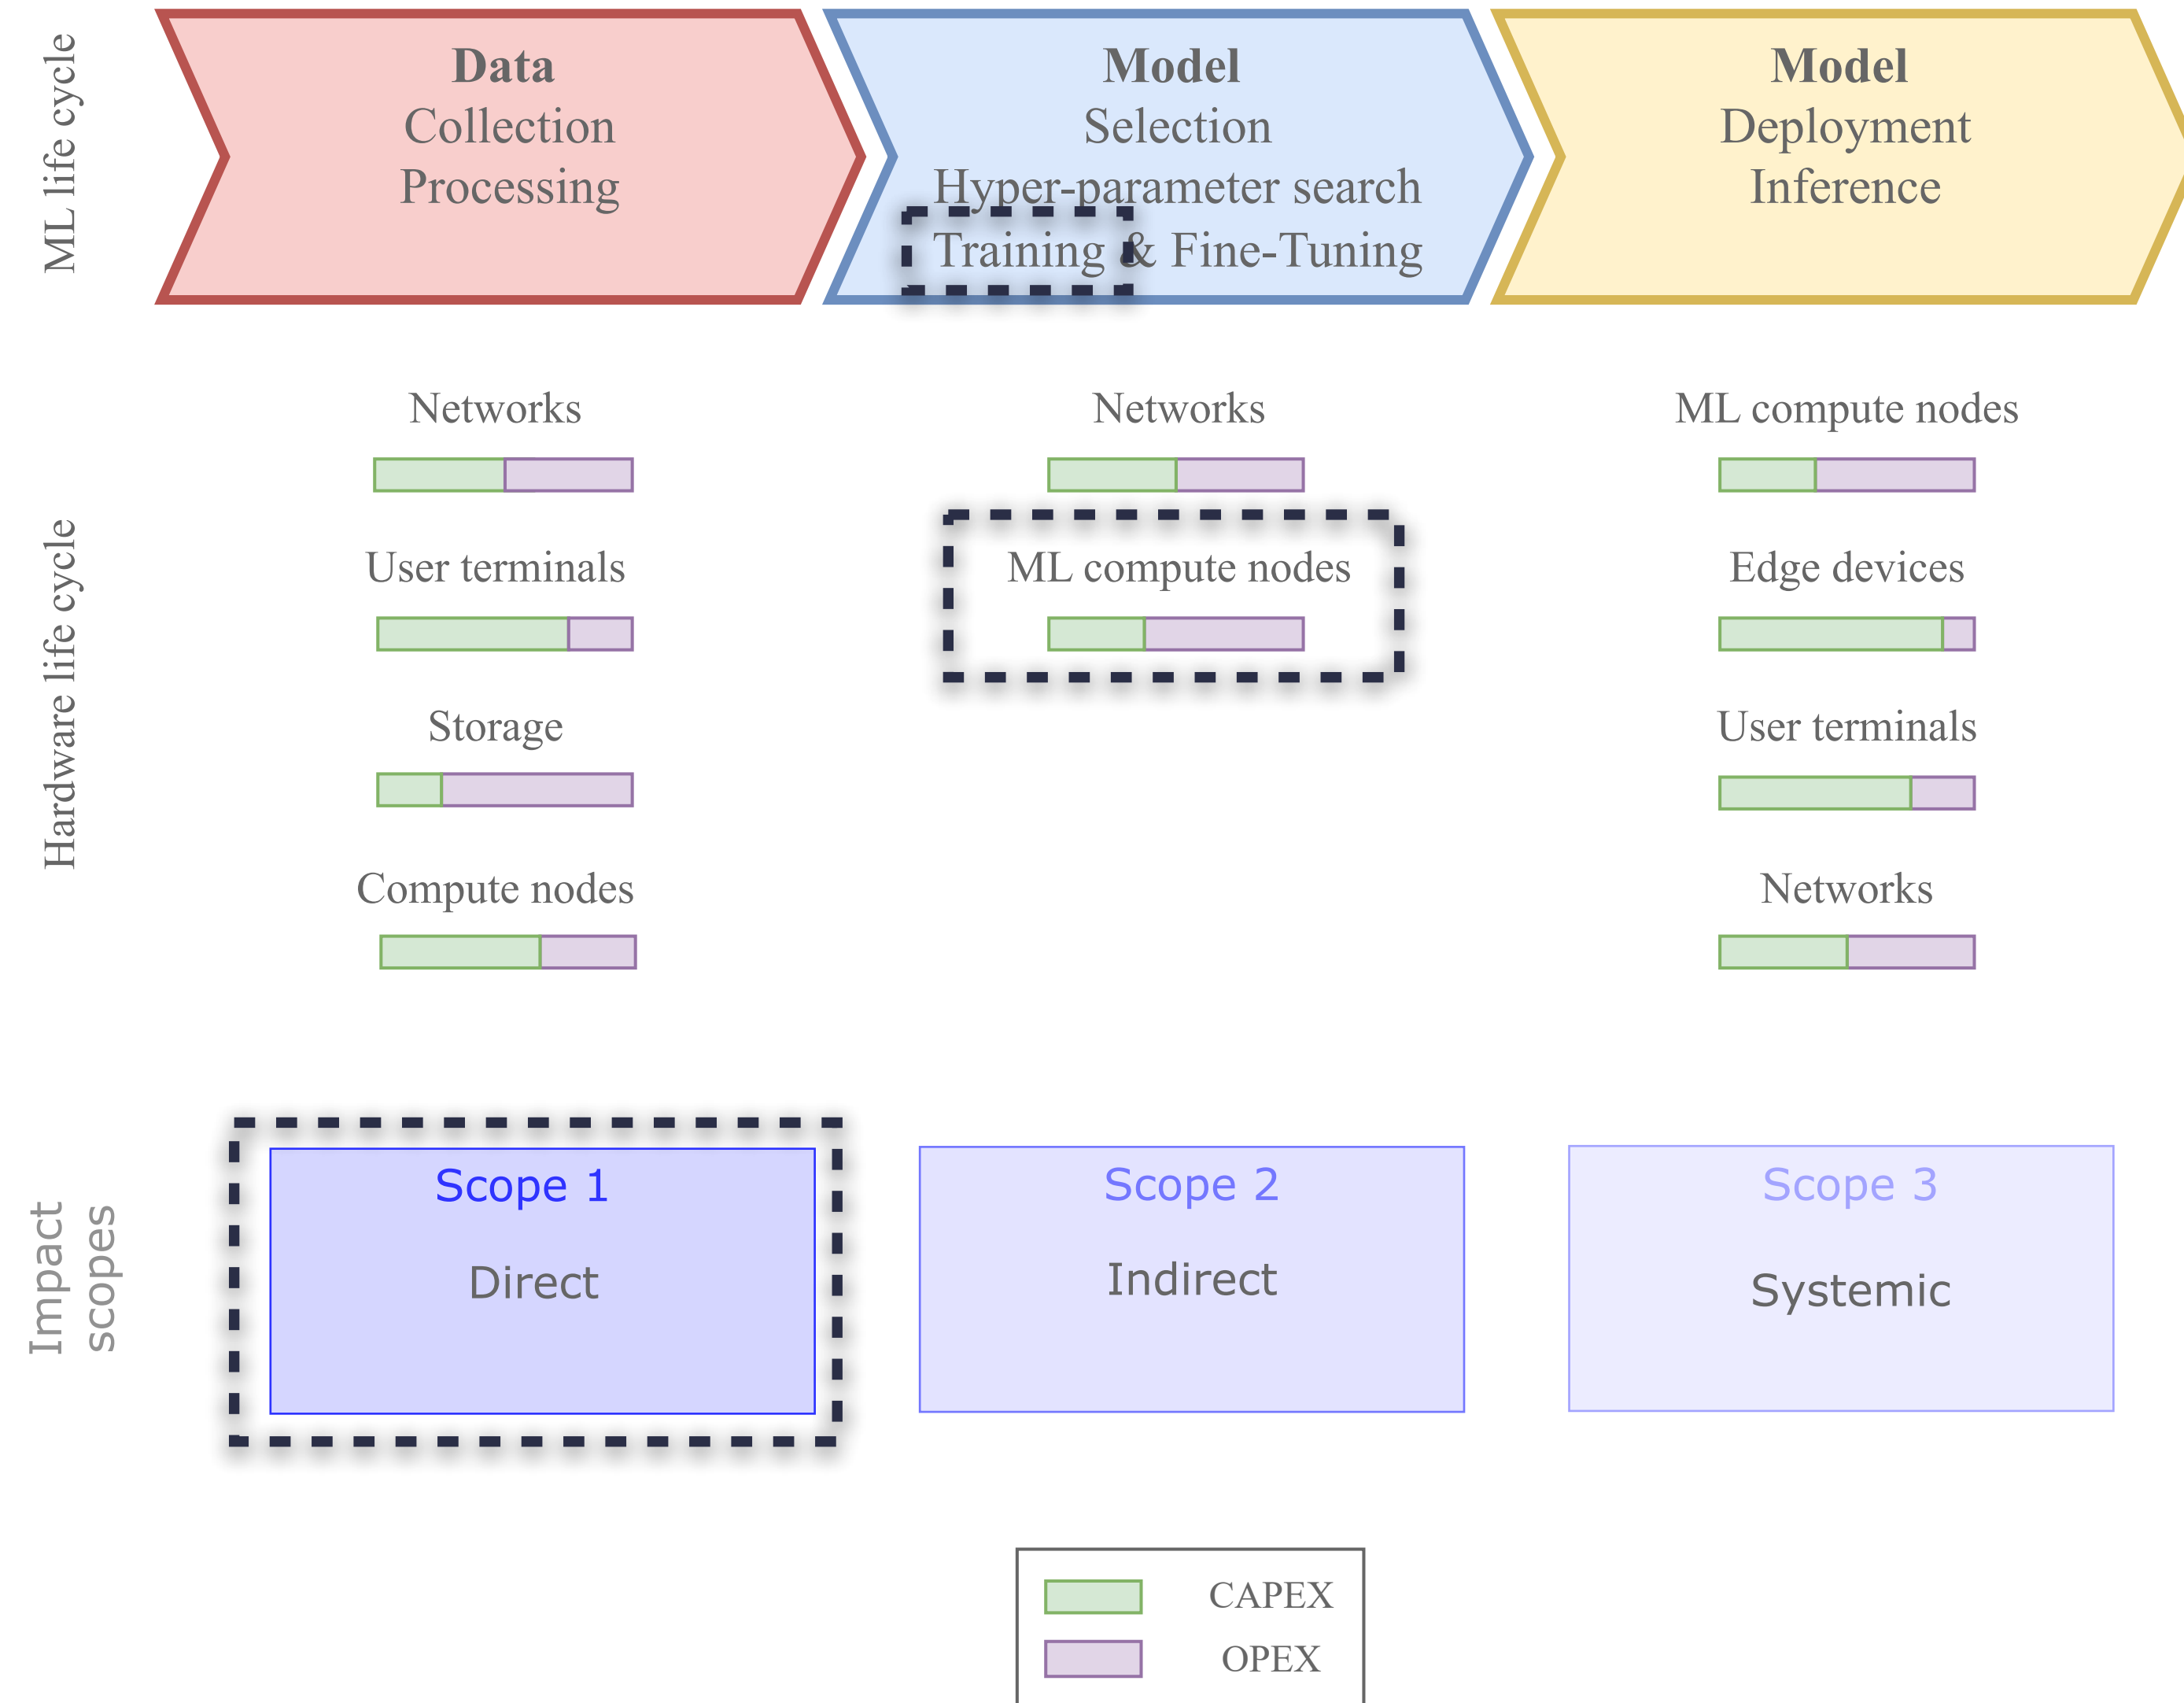 ML life cycle
Data
Collection
Processing
Model
Selection
Hyper-parameter search
Training & Fine-Tuning
Model
Deployment
Inference
Hardware life cycle
Networks
User terminals
Storage
Compute nodes
Networks
ML compute nodes
ML compute nodes
Edge devices
User terminals
Networks
Impact
scopes
Scope 1
Direct
Scope 2
Indirect
Scope 3
Systemic
CAPEX
OPEX